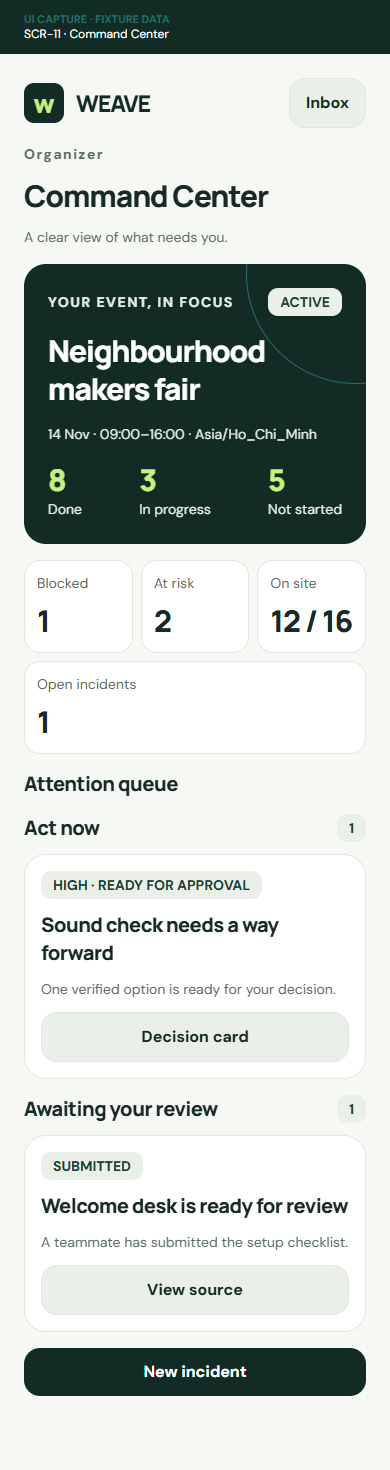 UI CAPTURE · FIXTURE DATA
SCR-11 · Command Center
w WEAVE
Inbox
Organizer
Command Center
A clear view of what needs you.
YOUR EVENT, IN FOCUS
ACTIVE
Neighbourhood
makers fair
14 Nov · 09:00–16:00 · Asia/Ho_Chi_Minh
8 3 5
Done In progress Not started
Blocked At risk On site
1 2 12 / 16
Open incidents
1
Attention queue
Act now 1
HIGH · READY FOR APPROVAL
Sound check needs a way
forward
One verified option is ready for your decision.
Decision card
Awaiting your review 1
SUBMITTED
Welcome desk is ready for review
A teammate has submitted the setup checklist.
View source
New incident